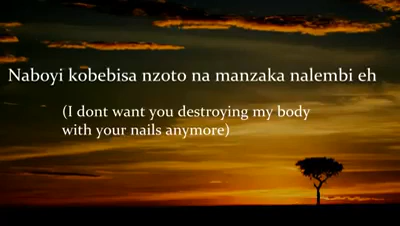 Naboyi kobebisa nzoto na manzaka nalembi eh
(I dont want you destroying my body
with your nails anymore)